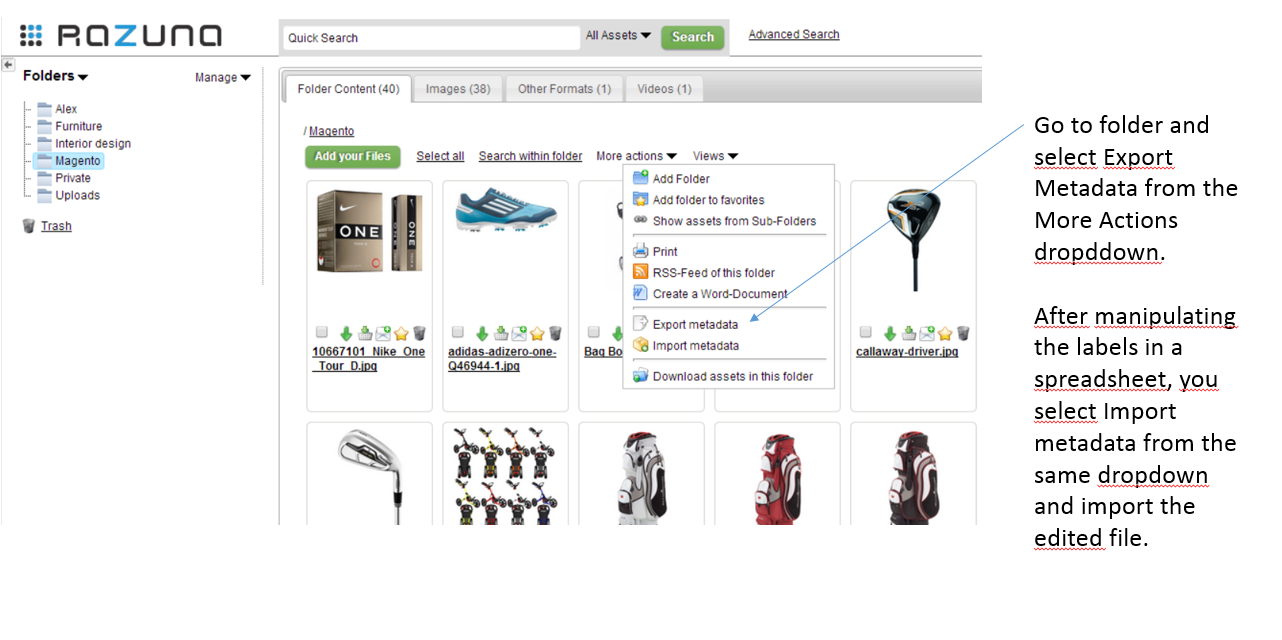 RAZUNA
Quick Search
All Assets
Search
Advanced Search
Folders
Manage
Alex
Furniture
Interior design
Magento
Private
Uploads
Trash
Folder Content (40)
Images (38)
Other Formats (1)
Videos (1)
/ Magento
Add your Files
Select all
Search within folder
More actions
Views
Add Folder
Add folder to favorites
Show assets from Sub-Folders
Print
RSS-Feed of this folder
Create a Word-Document
Export metadata
Import metadata
Download assets in this folder
ONE
10667101_Nike_One
_Tour_D.jpg
adidas-adizero-one-
Q46944-1.jpg
Bag Bo
callaway-driver.jpg
Go to folder and
select Export
Metadata from the
More Actions
dropddown.
After manipulating
the labels in a
spreadsheet, you
select Import
metadata from the
same dropdown
and import the
edited file.